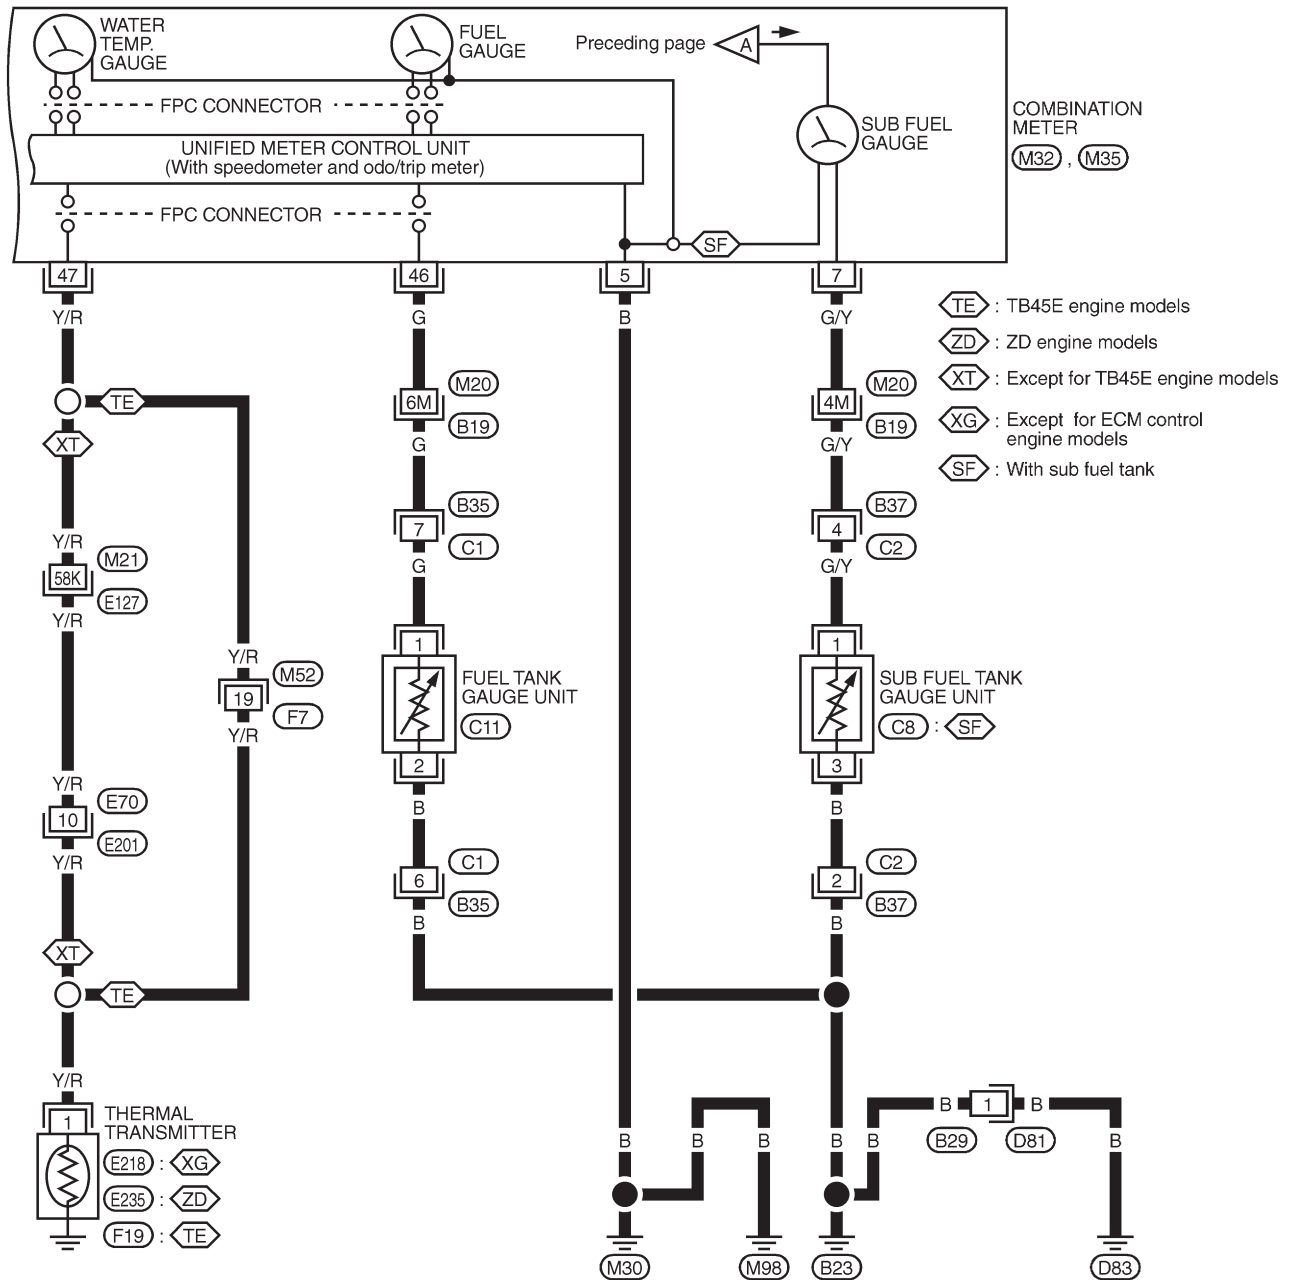 WATER
TEMP.
GAUGE
FUEL
GAUGE
Preceding page
A
FPC CONNECTOR
SUB FUEL
GAUGE
COMBINATION
METER
M32 , M35
UNIFIED METER CONTROL UNIT
(With speedometer and odo/trip meter)
FPC CONNECTOR
SF
47
46
5
7
Y/R
G
B
G/Y
TE : TB45E engine models
ZD : ZD engine models
XT : Except for TB45E engine models
XG : Except for ECM control
engine models
SF : With sub fuel tank
TE
6M
M20
B19
4M
M20
B19
XT
G
G/Y
7
B35
C1
4
B37
C2
Y/R
M21
58K
E127
Y/R
G
G/Y
1
1
Y/R
M52
19
F7
Y/R
FUEL TANK
GAUGE UNIT
C11
SUB FUEL TANK
GAUGE UNIT
C8 : SF
2
3
Y/R
E70
10
E201
Y/R
B
B
C1
6
B35
C2
2
B37
B
B
XT
TE
Y/R
1
THERMAL
TRANSMITTER
E218 : XG
E235 : ZD
F19 : TE
B
1
B
B29
D81
B
B
B
B
B
B
M30
M98
B23
D83